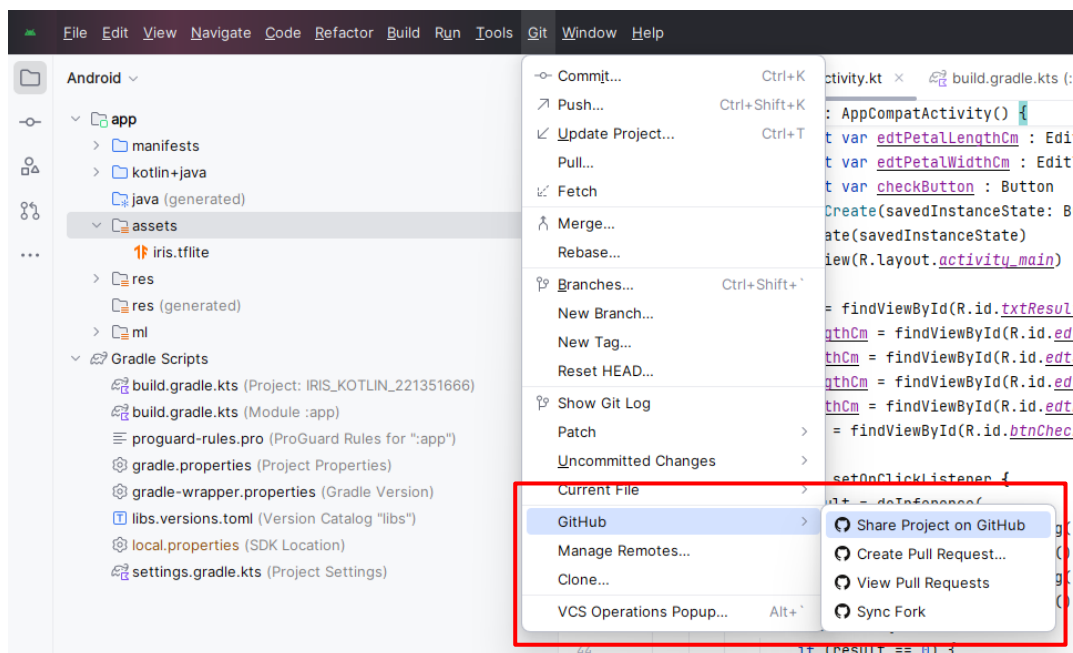 File Edit View Navigate Code Refactor Build Run Tools Git Window Help
Android
app
manifests
kotlin+java
java (generated)
assets
iris.tflite
res
res (generated)
ml
Gradle Scripts
build.gradle.kts (Project: IRIS_KOTLIN_221351666)
build.gradle.kts (Module :app)
proguard-rules.pro (ProGuard Rules for ":app")
gradle.properties (Project Properties)
gradle-wrapper.properties (Gradle Version)
libs.versions.toml (Version Catalog "libs")
local.properties (SDK Location)
settings.gradle.kts (Project Settings)
Commit... Ctrl+K
Push... Ctrl+Shift+K
Update Project... Ctrl+T
Pull...
Fetch
Merge...
Rebase...
Branches... Ctrl+Shift+`
New Branch...
New Tag...
Reset HEAD...
Show Git Log
Patch
Uncommitted Changes
Current File
GitHub
Manage Remotes...
Clone...
VCS Operations Popup... Alt+`
Share Project on GitHub
Create Pull Request...
View Pull Requests
Sync Fork
ctivity.kt build.gradle.kts (:
: AppCompatActivity() {
t var edtPetalLengthCm : Edi
t var edtPetalWidthCm : Edit
t var checkButton : Button
Create(savedInstanceState: B
ate(savedInstanceState)
iew(R.layout.activity_main)
= findViewById(R.id.txtResul
gthCm = findViewById(R.id.ed
thCm = findViewById(R.id.edt
gthCm = findViewById(R.id.ed
thCm = findViewById(R.id.edt
= findViewById(R.id.btnChec
setOnClickListener {
ult = doInference(
44 if (result == 0) {